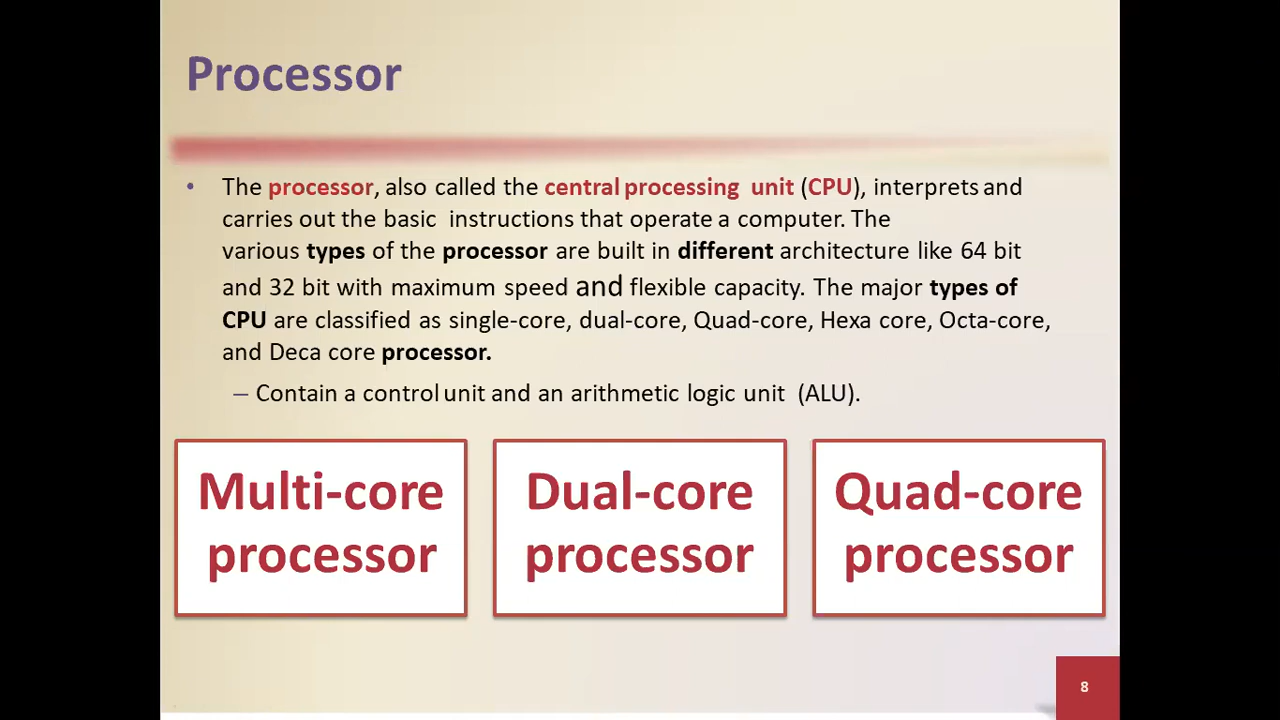 Processor
• The processor, also called the central processing unit (CPU), interprets and
carries out the basic instructions that operate a computer. The
various types of the processor are built in different architecture like 64 bit
and 32 bit with maximum speed and flexible capacity. The major types of
CPU are classified as single-core, dual-core, Quad-core, Hexa core, Octa-core,
and Deca core processor.
– Contain a control unit and an arithmetic logic unit (ALU).
Multi-core
processor
Dual-core
processor
Quad-core
processor
8